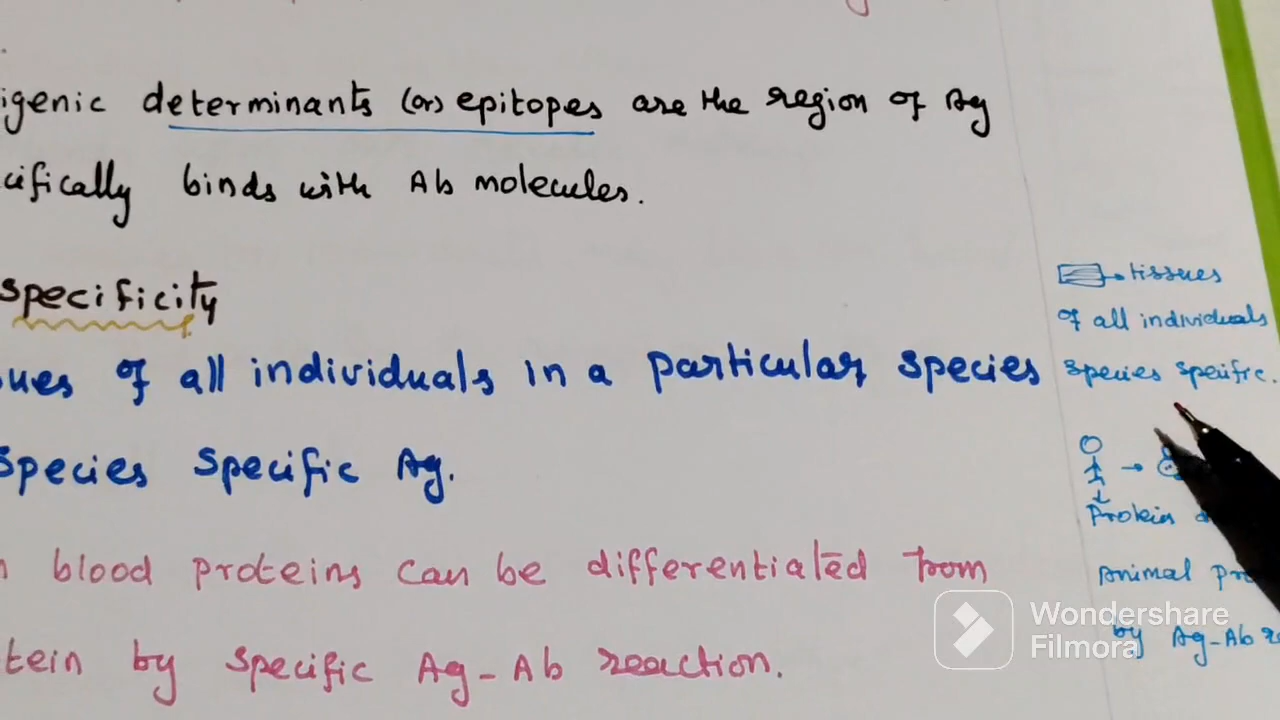 igenic determinants (or) epitopes are the region of Ag
cifically binds with Ab molecules.
specificity
ues of all individuals in a particular species
species specific Ag.
n blood proteins can be differentiated from
tein by specific Ag-Ab reaction.
tissues
of all individuals
species specific.
Protein
Animal pro
by Ag-Ab re
Wondershare
Filmora